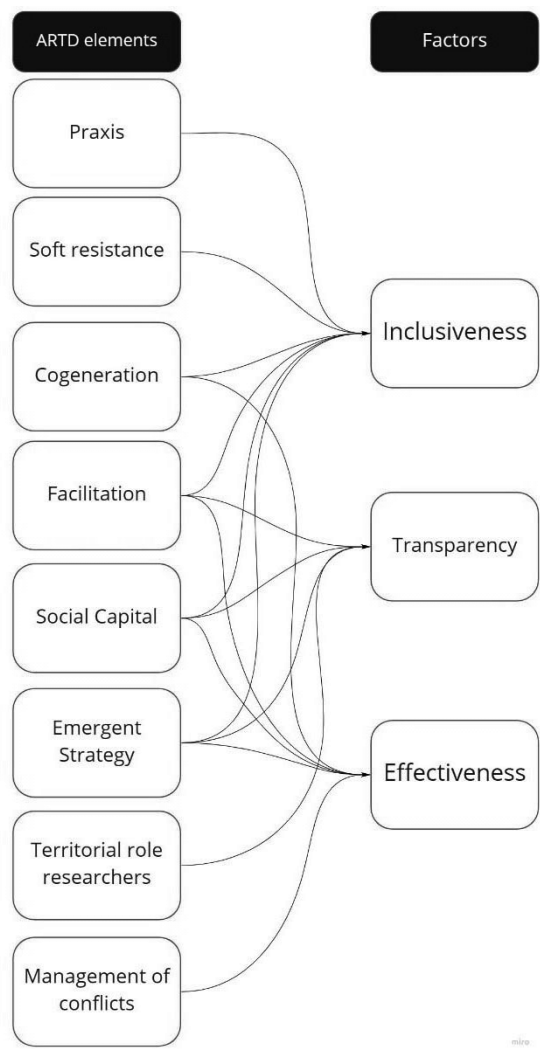 ARTD elements
Factors
Praxis
Soft resistance
Inclusiveness
Cogeneration
Facilitation
Transparency
Social Capital
Emergent
Strategy
Effectiveness
Territorial role
researchers
Management of
conflicts
miro